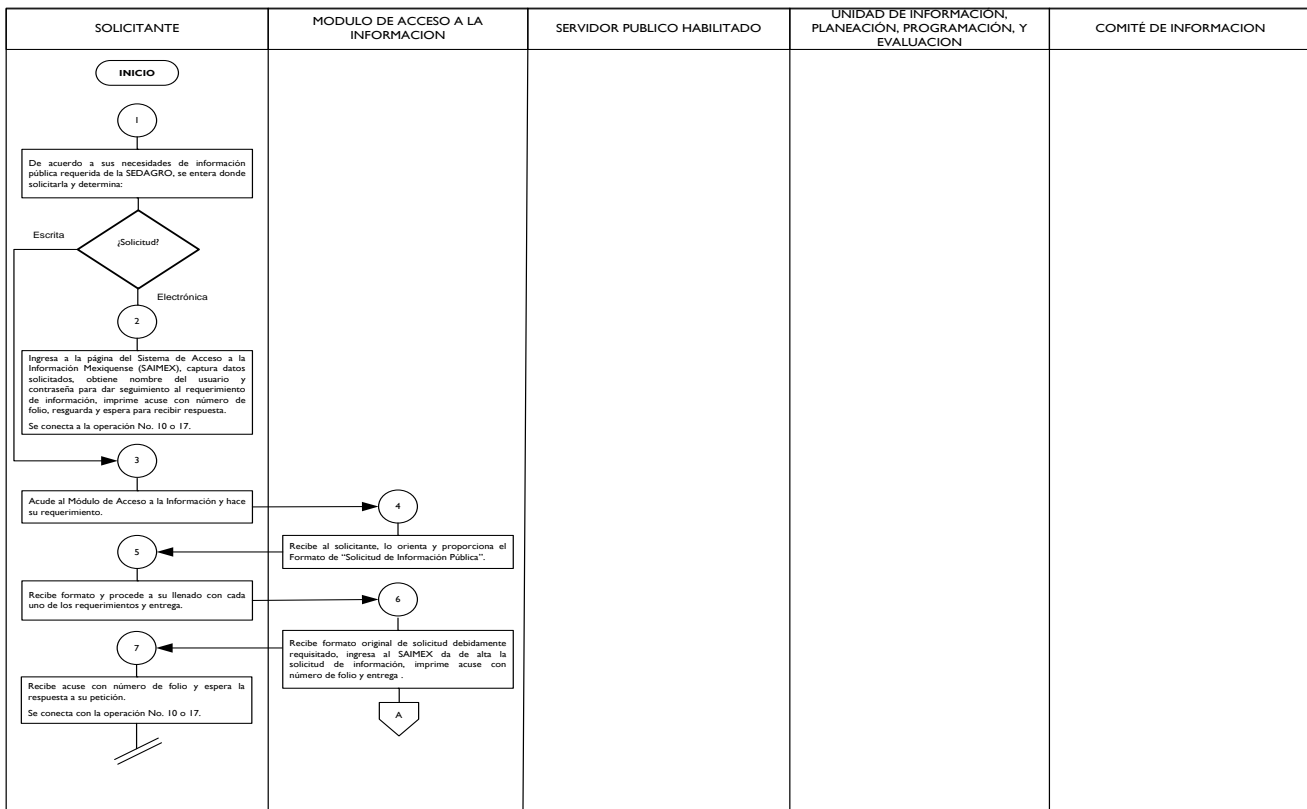 SOLICITANTE
MODULO DE ACCESO A LA
INFORMACION
SERVIDOR PUBLICO HABILITADO
UNIDAD DE INFORMACIÓN,
PLANEACIÓN, PROGRAMACIÓN, Y
EVALUACION
COMITÉ DE INFORMACION
INICIO
1
De acuerdo a sus necesidades de información
pública requerida de la SEDAGRO, se entera donde
solicitarla y determina:
Escrita
¿Solicitud?
Electrónica
2
Ingresa a la página del Sistema de Acceso a la
Información Mexiquense (SAIMEX), captura datos
solicitados, obtiene nombre del usuario y
contraseña para dar seguimiento al requerimiento
de información, imprime acuse con número de
folio, resguarda y espera para recibir respuesta.
Se conecta a la operación No. 10 o 17.
3
Acude al Módulo de Acceso a la Información y hace
su requerimiento.
4
Recibe al solicitante, lo orienta y proporciona el
Formato de “Solicitud de Información Pública”.
5
Recibe formato y procede a su llenado con cada
uno de los requerimientos y entrega.
6
Recibe formato original de solicitud debidamente
requisitado, ingresa al SAIMEX da de alta la
solicitud de información, imprime acuse con
número de folio y entrega .
7
Recibe acuse con número de folio y espera la
respuesta a su petición.
Se conecta con la operación No. 10 o 17.
A